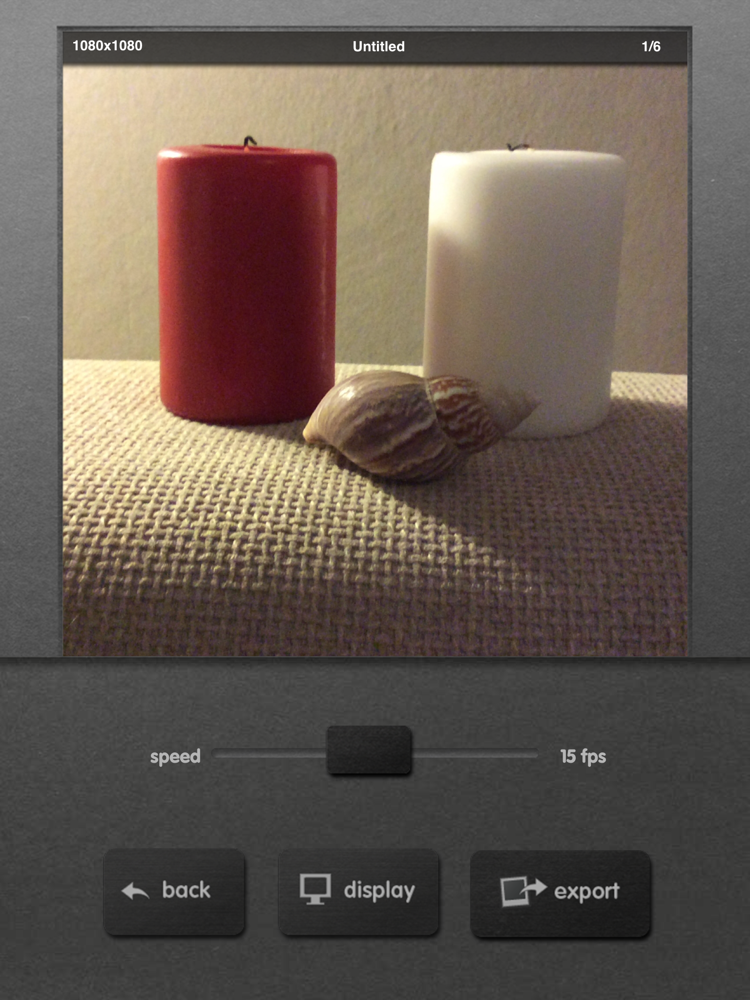 1080x1080 Untitled 1/6
speed 15 fps
back display export